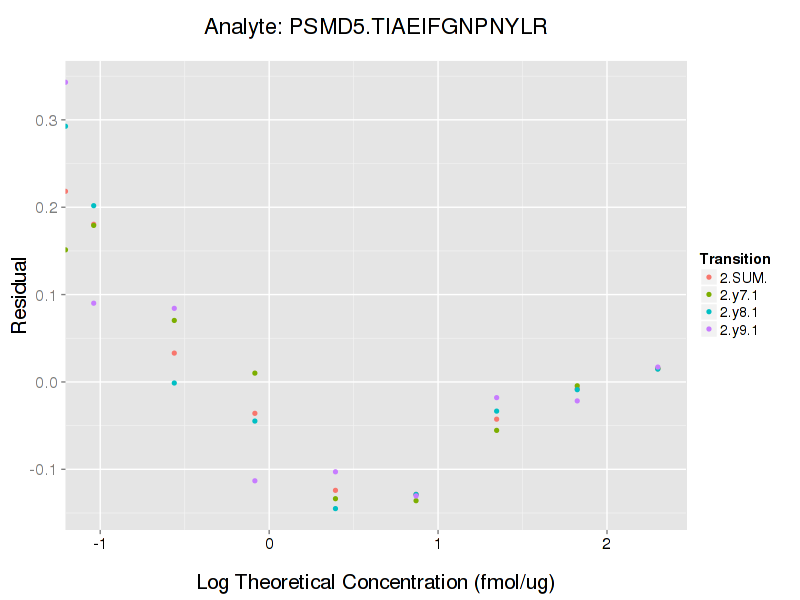 Analyte: PSMD5.TIAEIFGNPNYLR
0.3
0.2
0.1
0.0
-0.1
Residual
-1
0
1
2
Log Theoretical Concentration (fmol/ug)
Transition
2.SUM.
2.y7.1
2.y8.1
2.y9.1